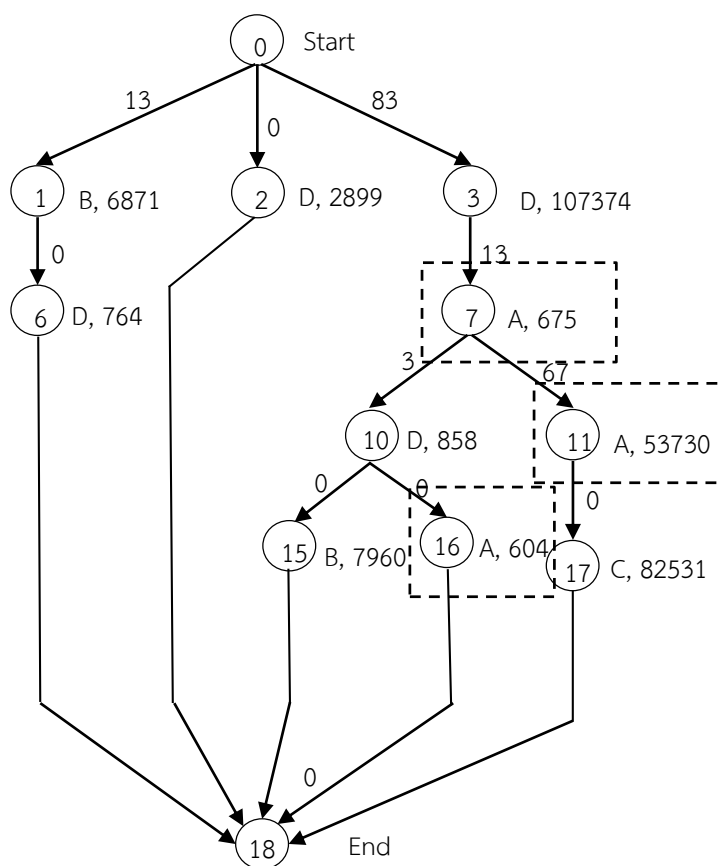 0 Start
13 0 83
1 B, 6871 2 D, 2899 3 D, 107374
0 13
6 D, 764 7 A, 675
3 67
10 D, 858 11 A, 53730
0 0 0
15 B, 7960 16 A, 604 17 C, 82531
0
18 End